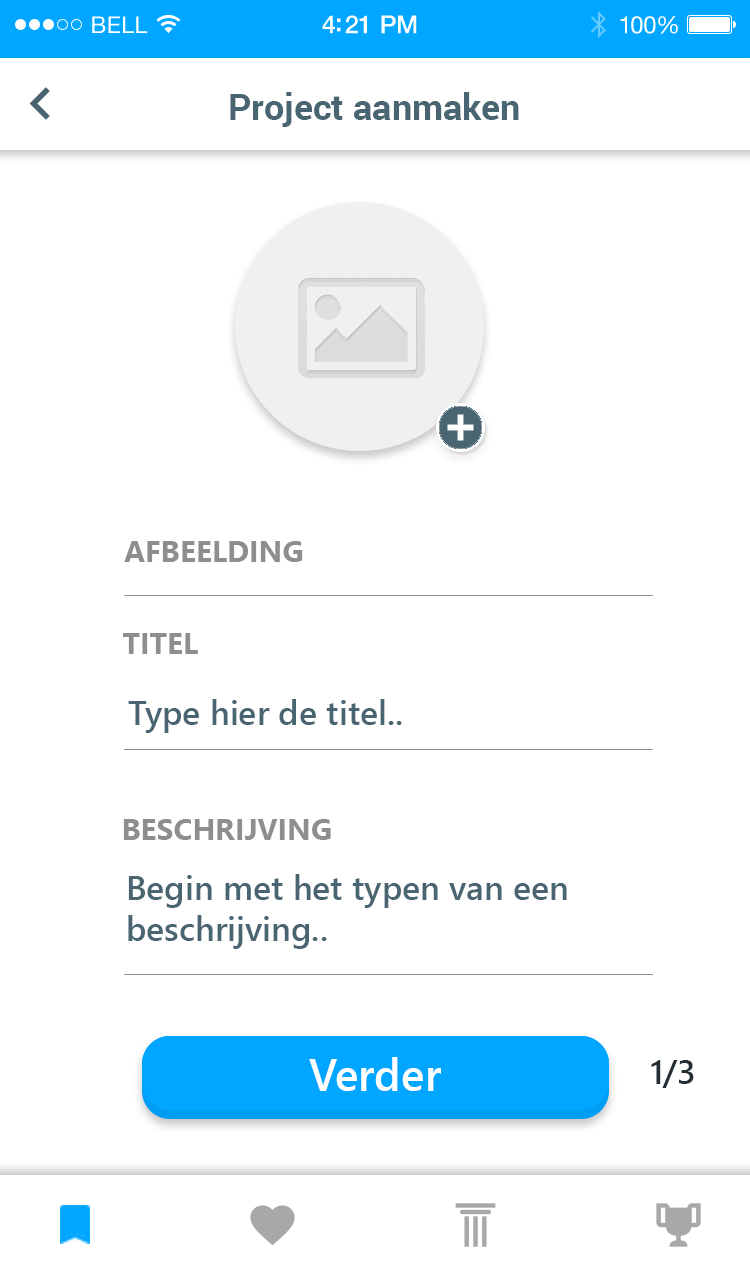 BELL 4:21 PM 100%
Project aanmaken
AFBEELDING
TITEL
Type hier de titel..
BESCHRIJVING
Begin met het typen van een
beschrijving..
Verder 1/3